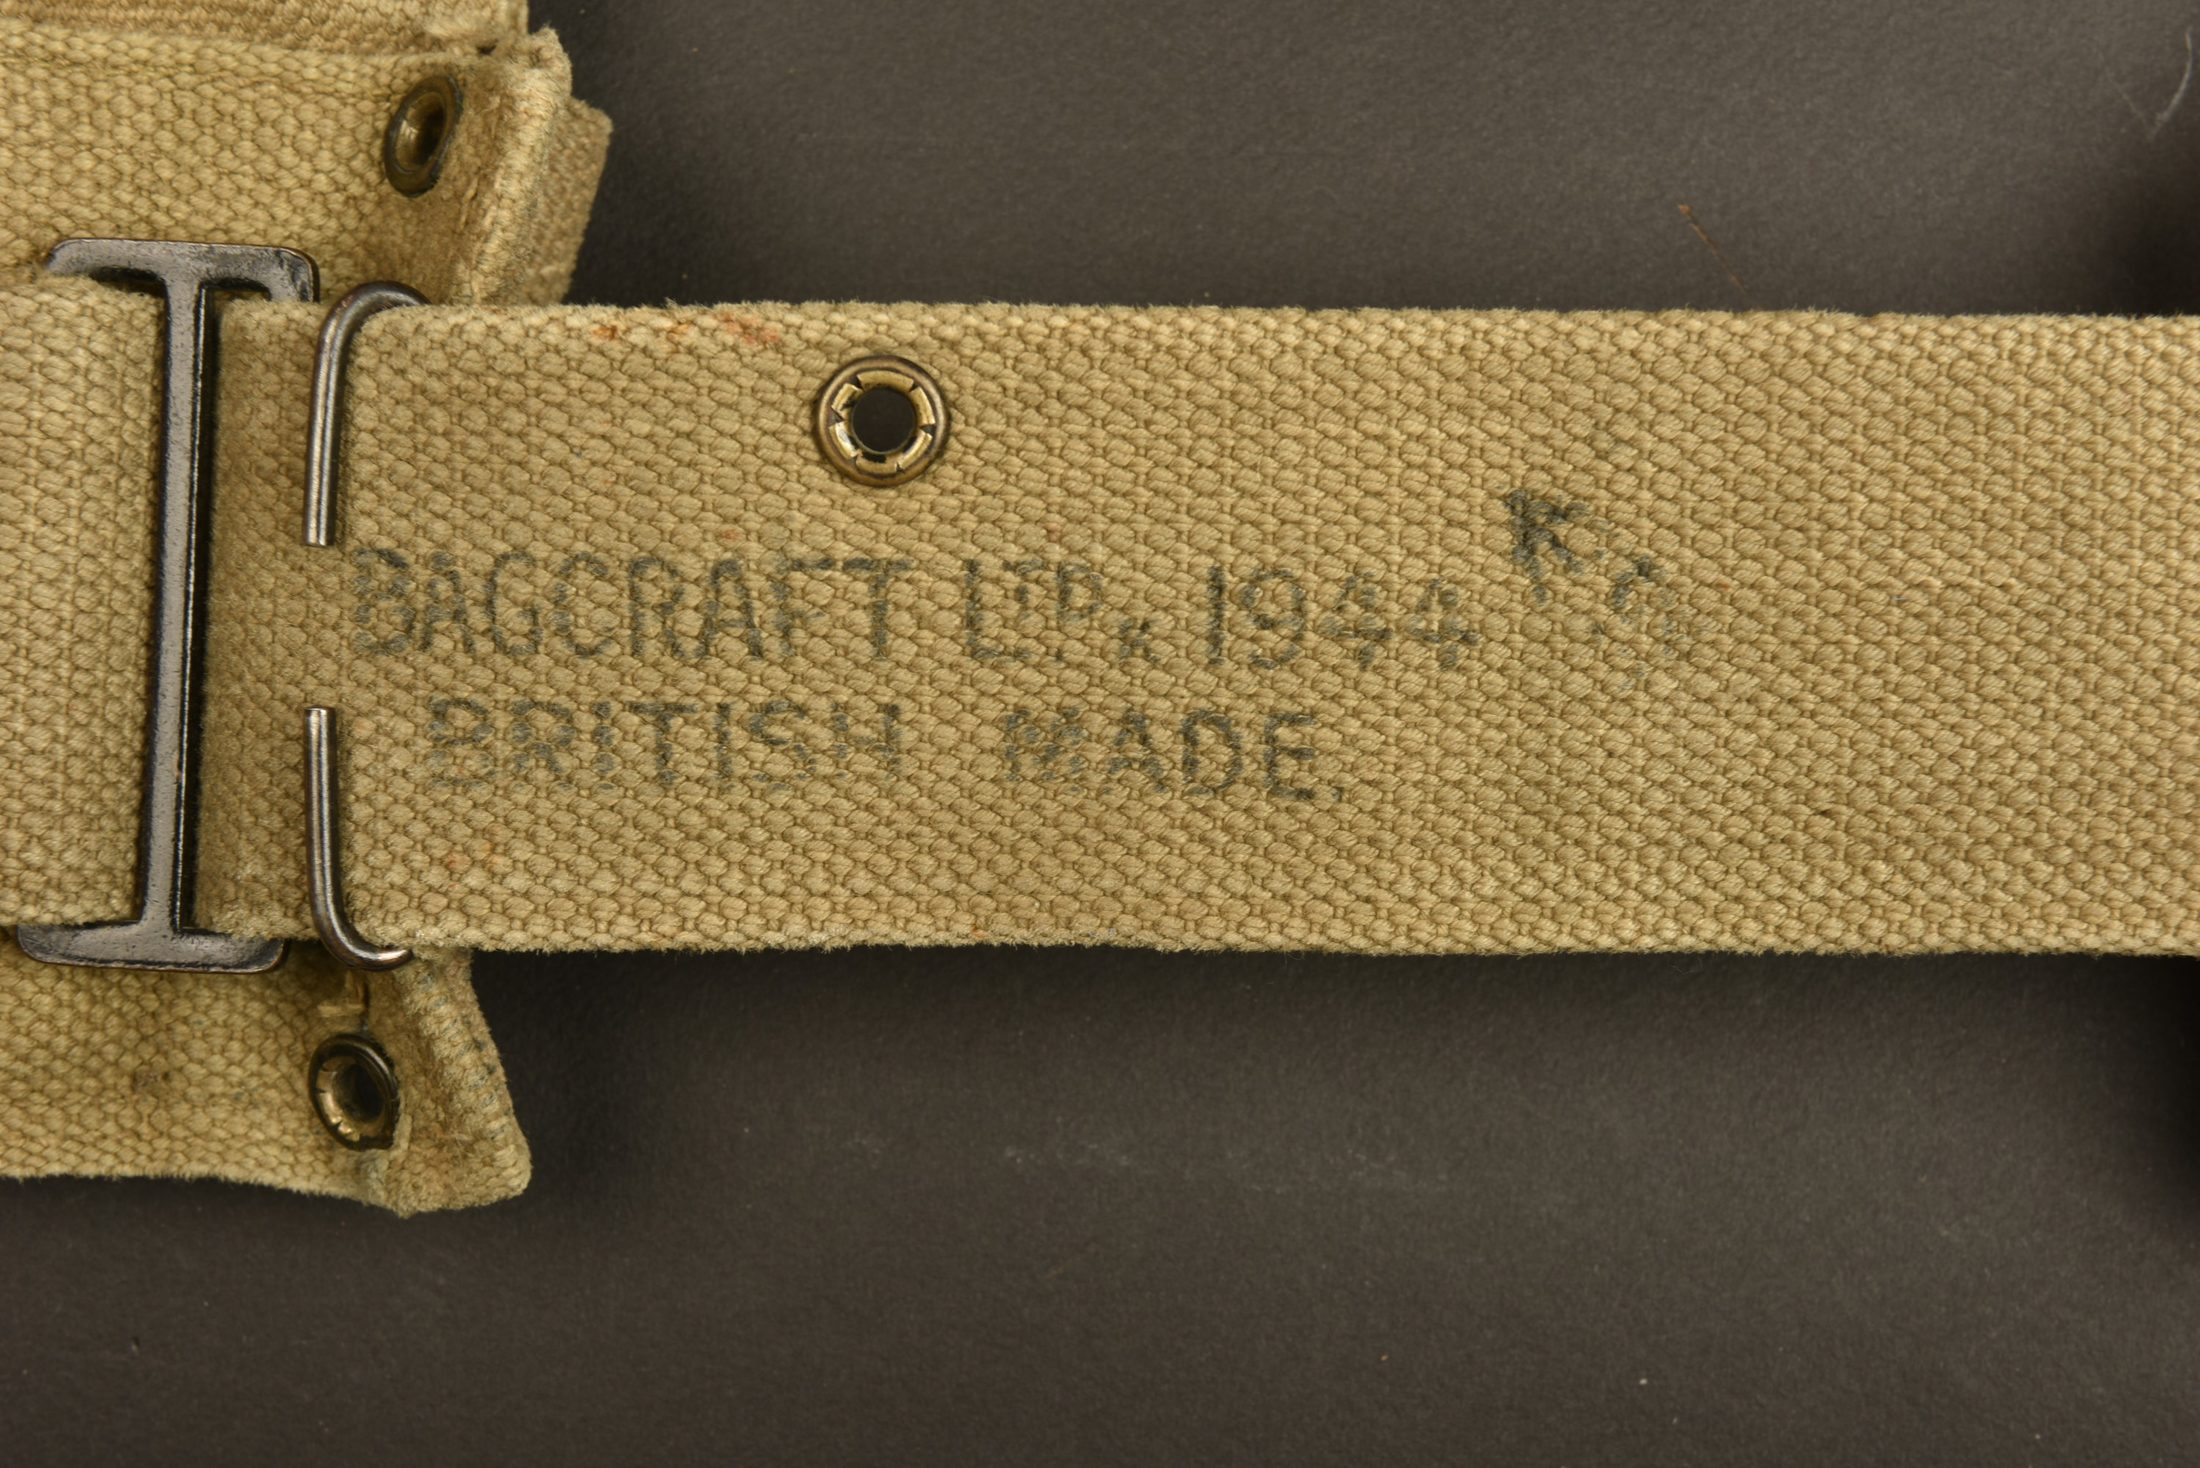 BAGCRAFT LTD. K 1944
BRITISH MADE.